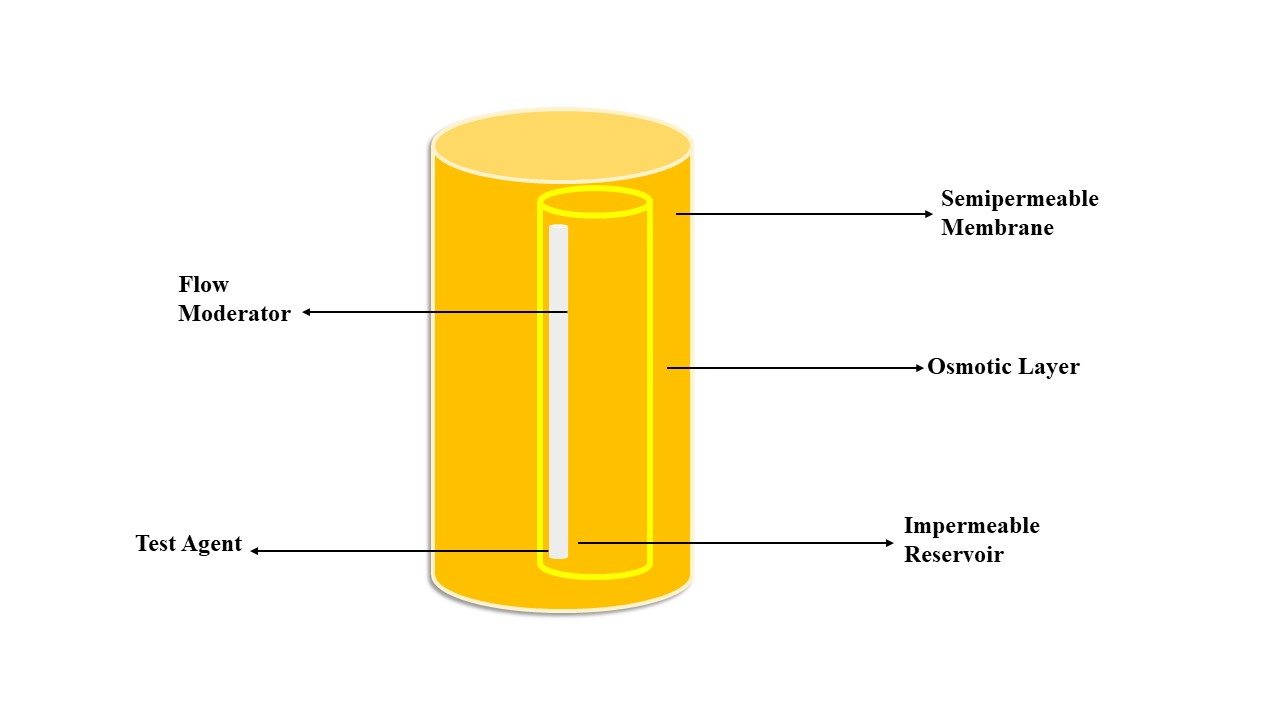 Semipermeable
Membrane
Flow
Moderator
Osmotic Layer
Impermeable
Reservoir
Test Agent